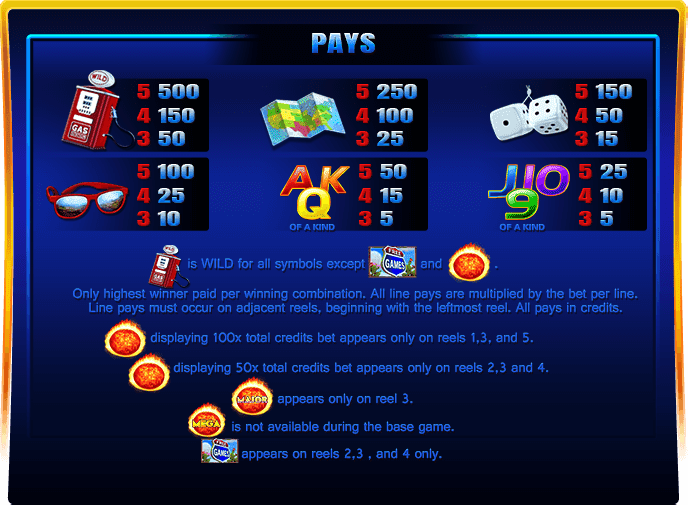 PAYS
WILD
GAS
5 500
4 150
3 50
5 250
4 100
3 25
5 150
4 50
3 15
5 100
4 25
3 10
A K
Q
OF A KIND
5 50
4 15
3 5
J 10
9
OF A KIND
5 25
4 10
3 5
is WILD for all symbols except FREE GAMES and .
Only highest winner paid per winning combination. All line pays are multiplied by the bet per line.
Line pays must occur on adjacent reels, beginning with the leftmost reel. All pays in credits.
displaying 100x total credits bet appears only on reels 1,3, and 5.
displaying 50x total credits bet appears only on reels 2,3 and 4.
MAJOR appears only on reel 3.
MEGA is not available during the base game.
FREE GAMES appears on reels 2,3 , and 4 only.